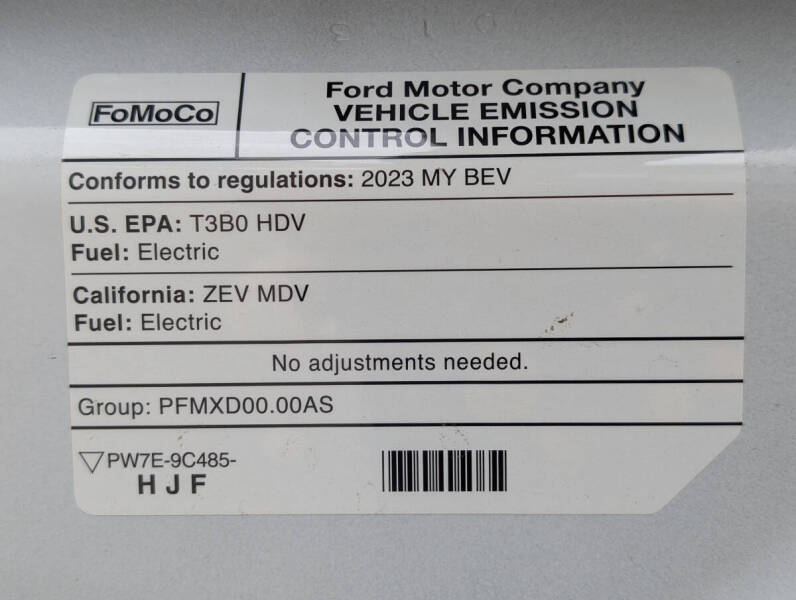 FoMoCo
Ford Motor Company
VEHICLE EMISSION
CONTROL INFORMATION
Conforms to regulations: 2023 MY BEV
U.S. EPA: T3B0 HDV
Fuel: Electric
California: ZEV MDV
Fuel: Electric
No adjustments needed.
Group: PFMXD00.00AS
PW7E-9C485-
H J F